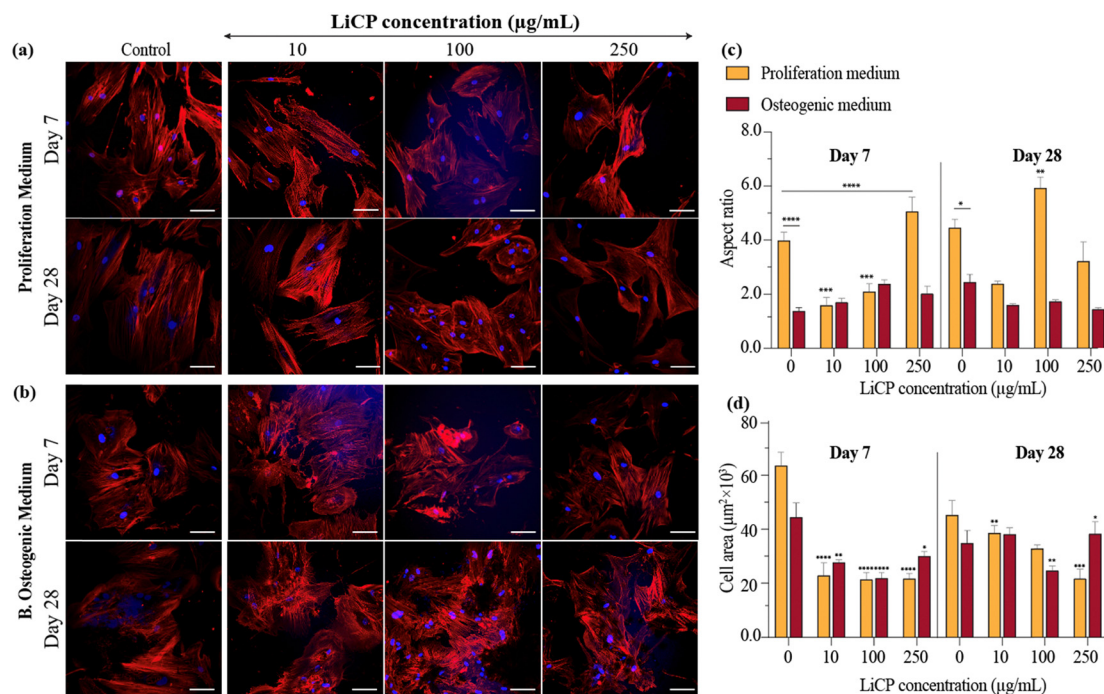 LiCP concentration (µg/mL)
(a)
Control
10
100
250
Proliferation Medium
Day 7
Day 28
(b)
B. Osteogenic Medium
Day 7
Day 28
(c)
Proliferation medium
Osteogenic medium
Aspect ratio
8.0
6.0
4.0
2.0
0.0
Day 7
Day 28
****
****
***
***
*
**
0 10 100 250 0 10 100 250
LiCP concentration (µg/mL)
(d)
Cell area (µm²×10³)
80
60
40
20
0.0
Day 7
Day 28
****
**
********
****
*
**
**
***
*
0 10 100 250 0 10 100 250
LiCP concentration (µg/mL)